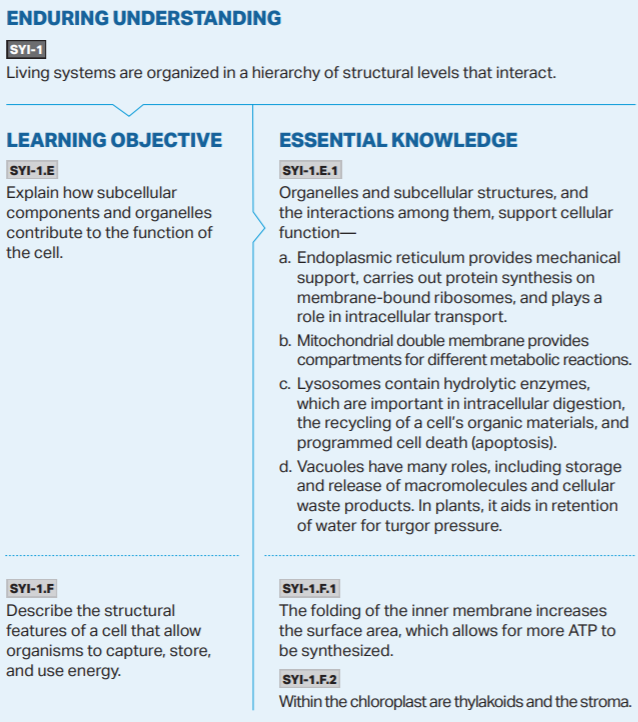 ENDURING UNDERSTANDING
SYI-1
Living systems are organized in a hierarchy of structural levels that interact.
LEARNING OBJECTIVE
SYI-1.E
Explain how subcellular
components and organelles
contribute to the function of
the cell.
ESSENTIAL KNOWLEDGE
SYI-1.E.1
Organelles and subcellular structures, and
the interactions among them, support cellular
function—
a. Endoplasmic reticulum provides mechanical
support, carries out protein synthesis on
membrane-bound ribosomes, and plays a
role in intracellular transport.
b. Mitochondrial double membrane provides
compartments for different metabolic reactions.
c. Lysosomes contain hydrolytic enzymes,
which are important in intracellular digestion,
the recycling of a cell's organic materials, and
programmed cell death (apoptosis).
d. Vacuoles have many roles, including storage
and release of macromolecules and cellular
waste products. In plants, it aids in retention
of water for turgor pressure.
SYI-1.F
Describe the structural
features of a cell that allow
organisms to capture, store,
and use energy.
SYI-1.F.1
The folding of the inner membrane increases
the surface area, which allows for more ATP to
be synthesized.
SYI-1.F.2
Within the chloroplast are thylakoids and the stroma.